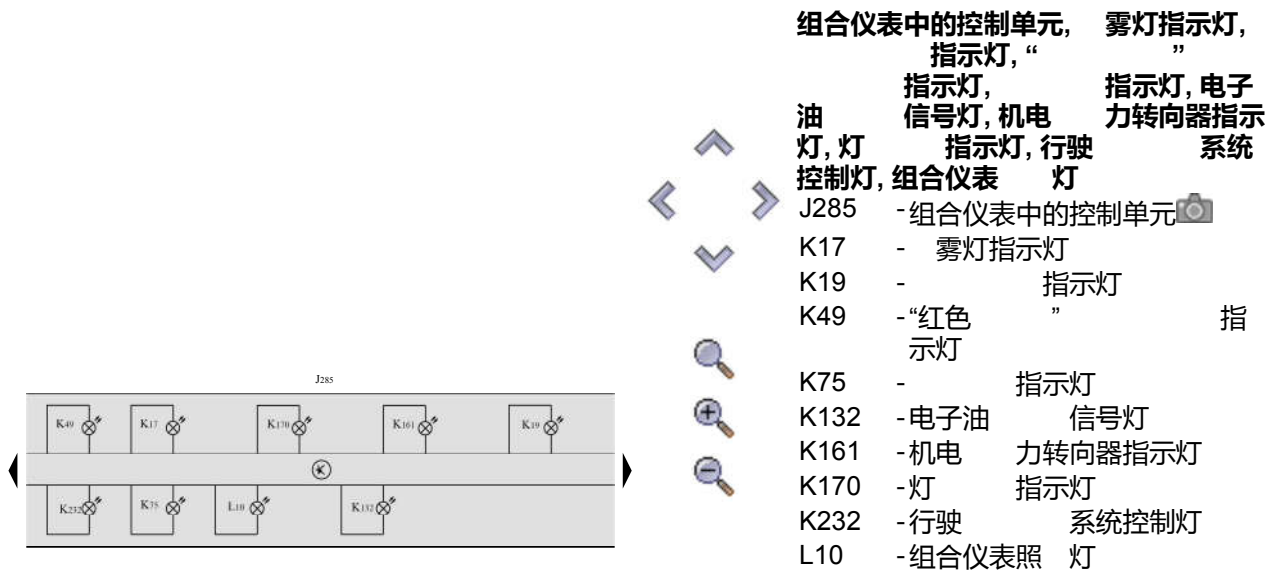 组合仪表中的控制单元, 雾灯指示灯,
指示灯, “ ”
指示灯, 指示灯, 电子
油 信号灯, 机电 力转向器指示
灯, 灯 指示灯, 行驶 系统
控制灯, 组合仪表 灯
J285 - 组合仪表中的控制单元
K17 - 雾灯指示灯
K19 - 指示灯
K49 - “红色 ” 指
示灯
K75 - 指示灯
K132 - 电子油 信号灯
K161 - 机电 力转向器指示灯
K170 - 灯 指示灯
K232 - 行驶 系统控制灯
L10 - 组合仪表照 灯
J285
K49 K17 K170 K161 K19
K
K232 K75 L10 K132